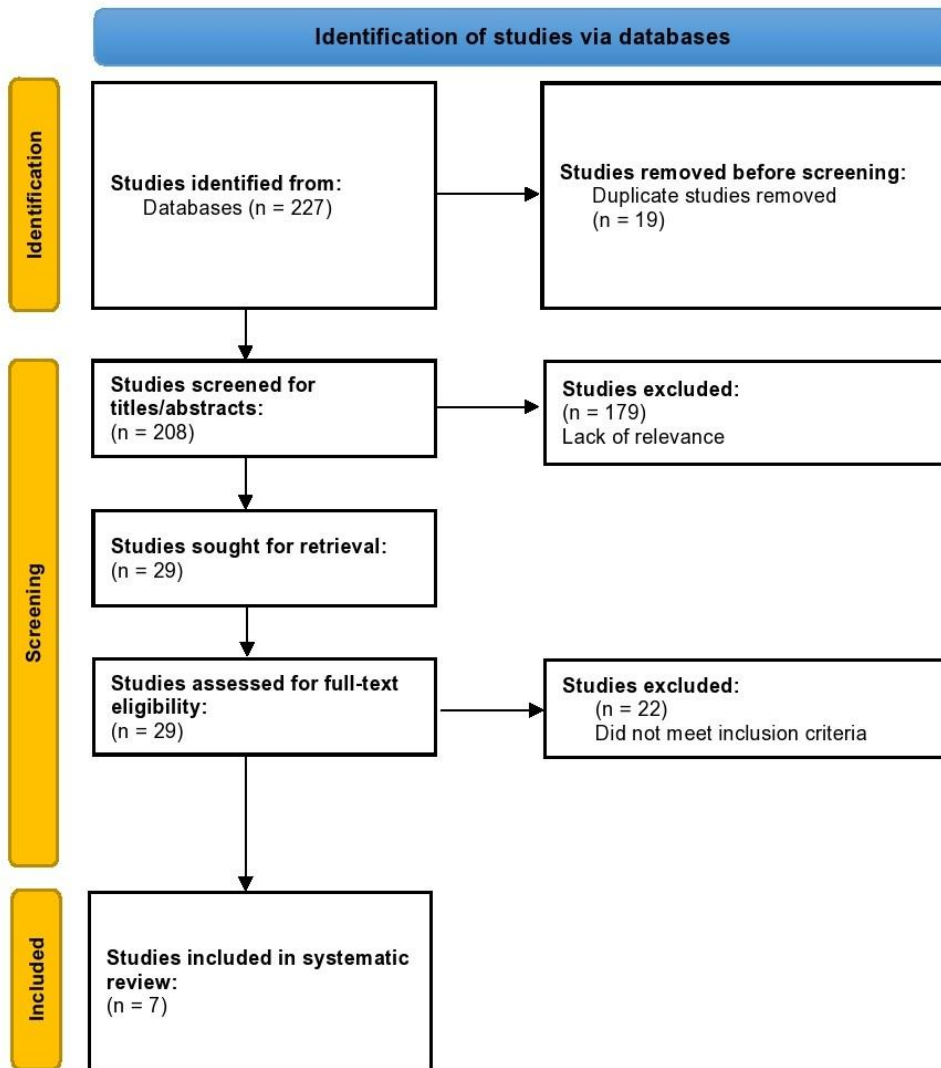 Identification of studies via databases
Identification
Studies identified from:
Databases (n = 227)
Studies removed before screening:
Duplicate studies removed
(n = 19)
Screening
Studies screened for
titles/abstracts:
(n = 208)
Studies excluded:
(n = 179)
Lack of relevance
Studies sought for retrieval:
(n = 29)
Studies assessed for full-text
eligibility:
(n = 29)
Studies excluded:
(n = 22)
Did not meet inclusion criteria
Included
Studies included in systematic
review:
(n = 7)